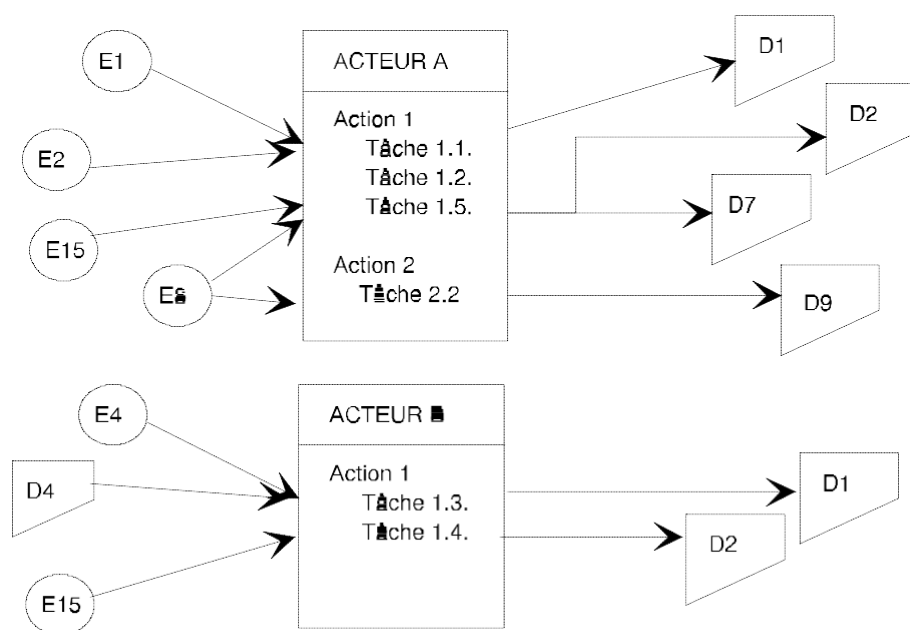 E1
E2
E15
ACTEUR A
Action 1
Tâche 1.1.
Tâche 1.2.
Tâche 1.5.
Action 2
Tâche 2.2
D1
D2
D7
D9
E4
D4
E15
ACTEUR
Action 1
Tâche 1.3.
Tâche 1.4.
D1
D2